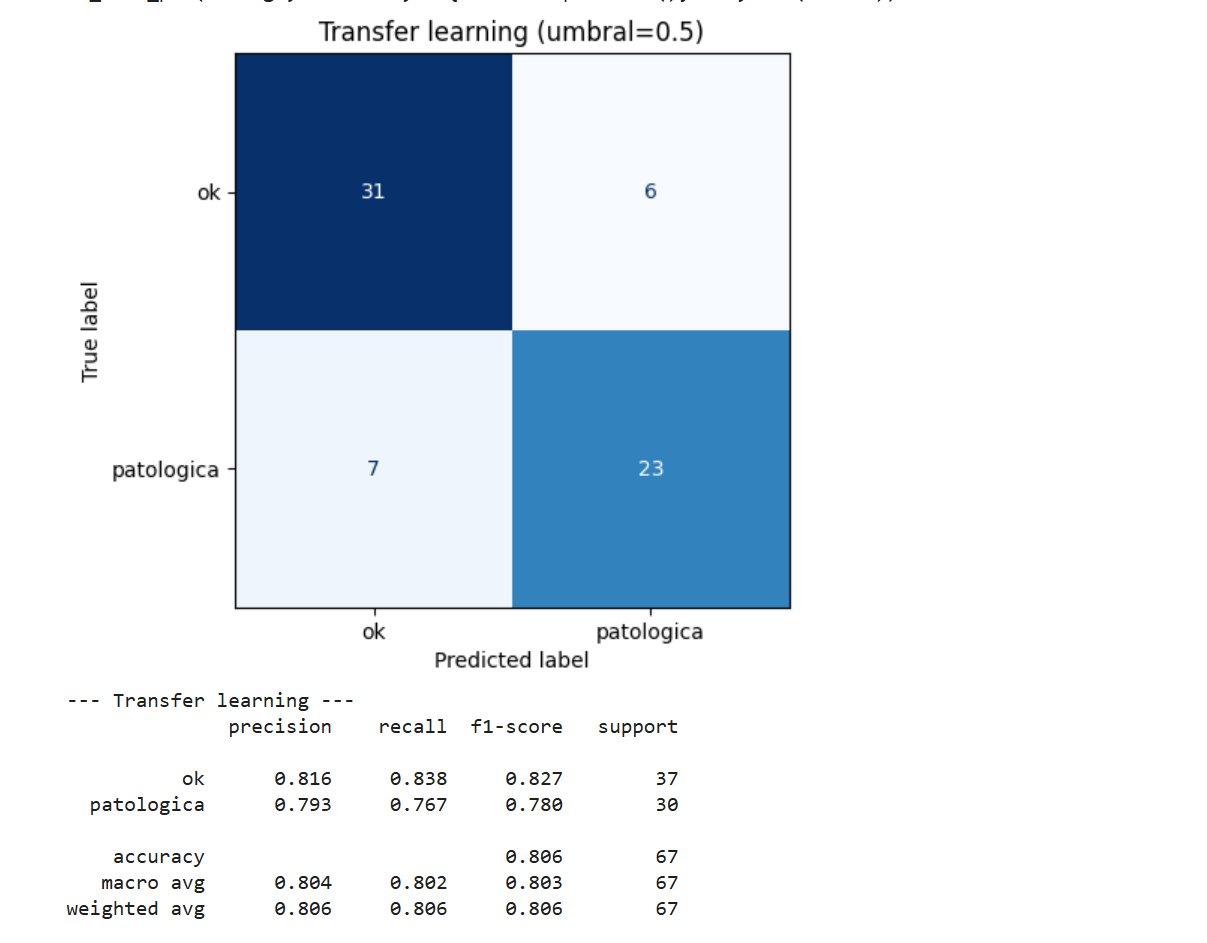 Transfer learning (umbral=0.5)
ok
31
6
True label
patologica
7
23
ok patologica
Predicted label
--- Transfer learning ---
precision recall f1-score support
ok 0.816 0.838 0.827 37
patologica 0.793 0.767 0.780 30
accuracy 0.806 67
macro avg 0.804 0.802 0.803 67
weighted avg 0.806 0.806 0.806 67